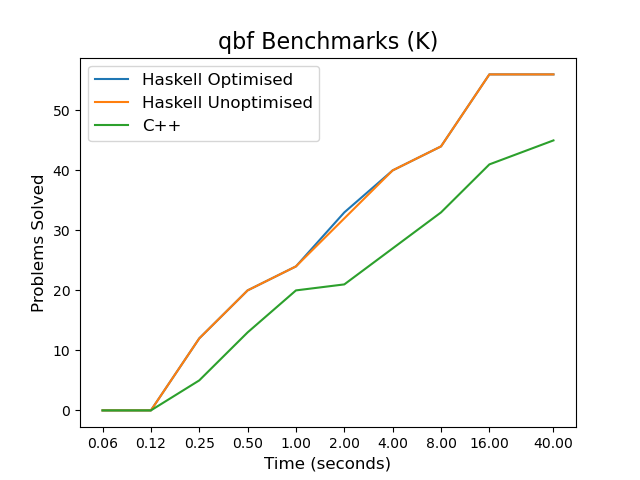 qbf Benchmarks (K)
Haskell Optimised
Haskell Unoptimised
C++
Problems Solved
50
40
30
20
10
0
0.06 0.12 0.25 0.50 1.00 2.00 4.00 8.00 16.00 40.00
Time (seconds)